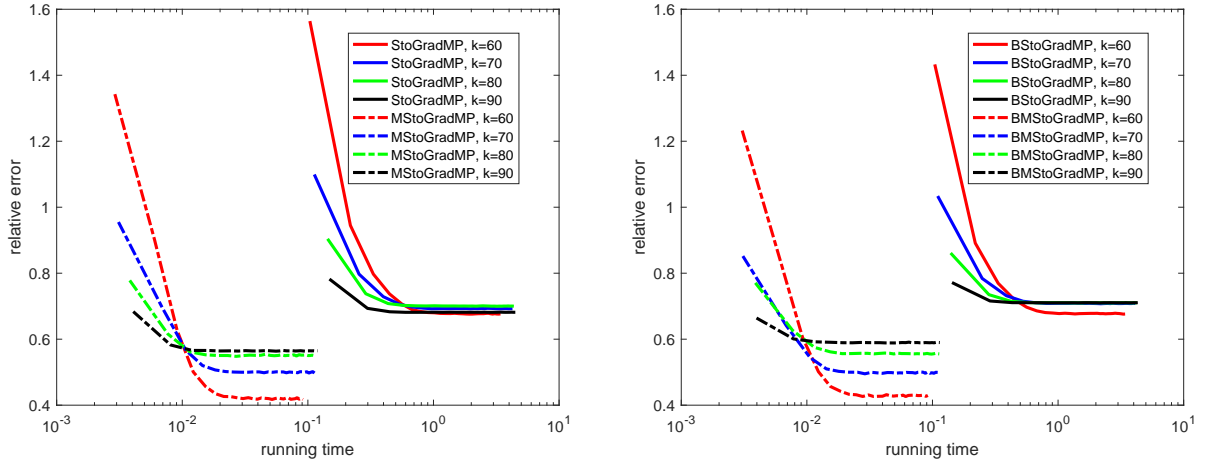 1.6
1.4
1.2
1
0.8
0.6
0.4
relative error
10-3
10-2
10-1
100
101
running time
StoGradMP, k=60
StoGradMP, k=70
StoGradMP, k=80
StoGradMP, k=90
MStoGradMP, k=60
MStoGradMP, k=70
MStoGradMP, k=80
MStoGradMP, k=90
1.6
1.4
1.2
1
0.8
0.6
0.4
relative error
10-3
10-2
10-1
100
101
running time
BStoGradMP, k=60
BStoGradMP, k=70
BStoGradMP, k=80
BStoGradMP, k=90
BMStoGradMP, k=60
BMStoGradMP, k=70
BMStoGradMP, k=80
BMStoGradMP, k=90